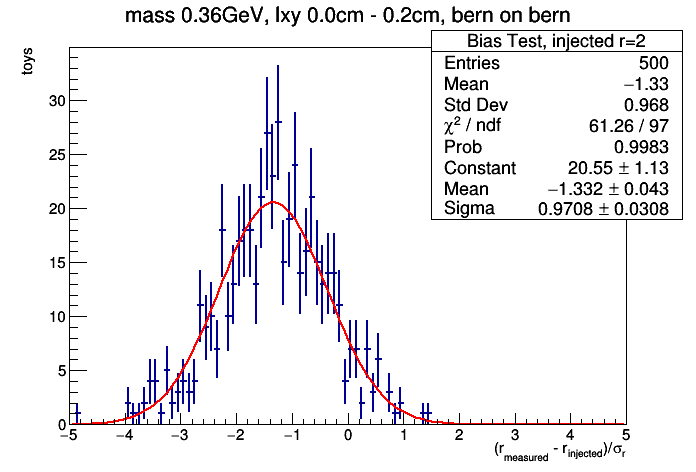 mass 0.36GeV, lxy 0.0cm - 0.2cm, bern on bern
toys
Bias Test, injected r=2
Entries 500
Mean −1.33
Std Dev 0.968
χ² / ndf 61.26 / 97
Prob 0.9983
Constant 20.55 ± 1.13
Mean −1.332 ± 0.043
Sigma 0.9708 ± 0.0308
30
25
20
15
10
5
0
−5 −4 −3 −2 −1 0 1 2 3 4 5
(r_measured - r_injected)/σ_r